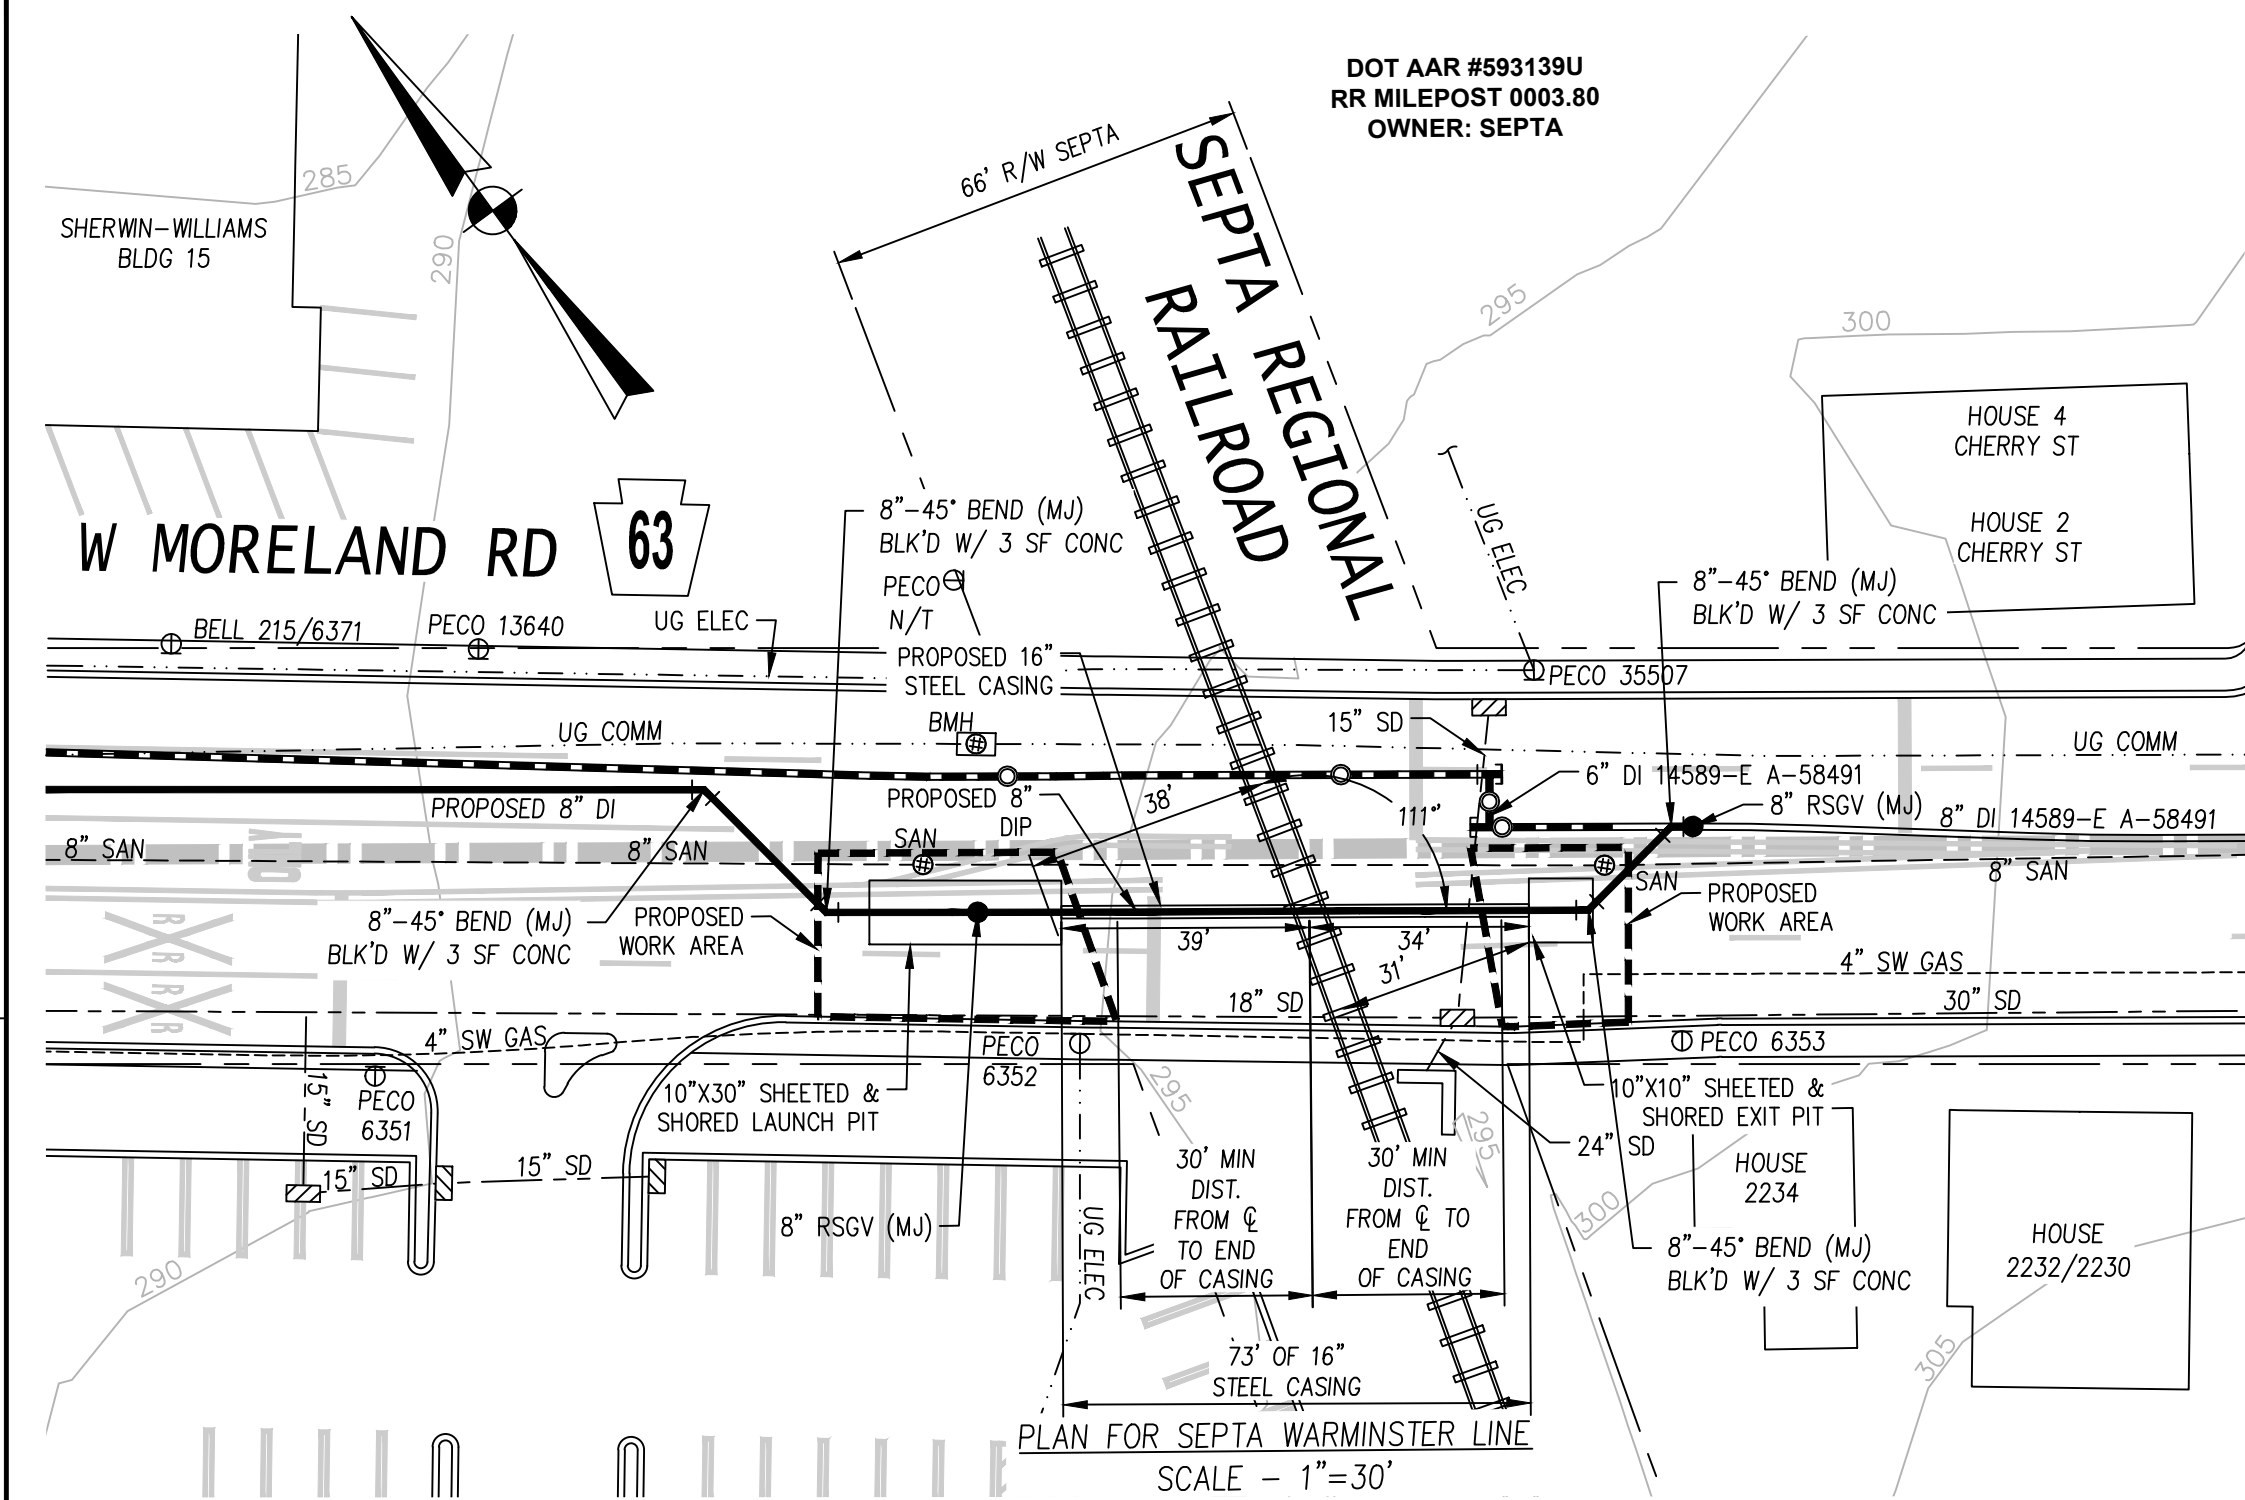 DOT AAR #593139U
RR MILEPOST 0003.80
OWNER: SEPTA
66' R/W SEPTA
SEPTA REGIONAL
RAILROAD
285
290
295
300
SHERWIN-WILLIAMS
BLDG 15
HOUSE 4
CHERRY ST
HOUSE 2
CHERRY ST
W MORELAND RD
63
8"-45° BEND (MJ)
BLK'D W/ 3 SF CONC
PECO
N/T
UG ELEC
8"-45° BEND (MJ)
BLK'D W/ 3 SF CONC
BELL 215/6371
PECO 13640
UG ELEC
PROPOSED 16"
STEEL CASING
PECO 35507
UG COMM
BMH
15" SD
UG COMM
6" DI 14589-E A-58491
8" RSGV (MJ)
8" DI 14589-E A-58491
PROPOSED 8" DI
PROPOSED 8"
DIP
38'
111°
8" SAN
ONLY
8" SAN
SAN
SAN
8" SAN
R R
R R
8"-45° BEND (MJ)
BLK'D W/ 3 SF CONC
PROPOSED
WORK AREA
39'
34'
31'
PROPOSED
WORK AREA
4" SW GAS
18" SD
30" SD
4" SW GAS
PECO
6352
PECO 6353
15" SD
PECO
6351
10"X30" SHEETED &
SHORED LAUNCH PIT
295
295
10"X10" SHEETED &
SHORED EXIT PIT
24" SD
15" SD
15" SD
8" RSGV (MJ)
UG ELEC
30' MIN
DIST.
FROM ℄
TO END
OF CASING
30' MIN
DIST.
FROM ℄ TO
END
OF CASING
HOUSE
2234
300
8"-45° BEND (MJ)
BLK'D W/ 3 SF CONC
HOUSE
2232/2230
290
305
73' OF 16"
STEEL CASING
PLAN FOR SEPTA WARMINSTER LINE
SCALE - 1"=30'